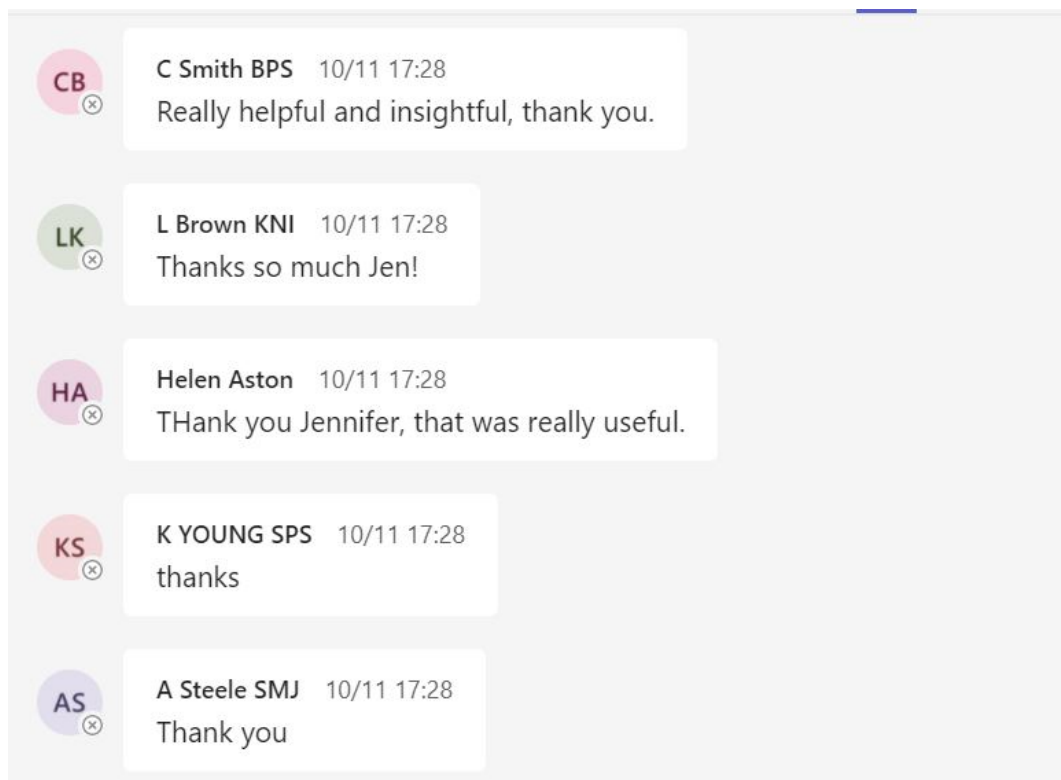 CB
C Smith BPS 10/11 17:28
Really helpful and insightful, thank you.
LK
L Brown KNI 10/11 17:28
Thanks so much Jen!
HA
Helen Aston 10/11 17:28
THank you Jennifer, that was really useful.
KS
K YOUNG SPS 10/11 17:28
thanks
AS
A Steele SMJ 10/11 17:28
Thank you